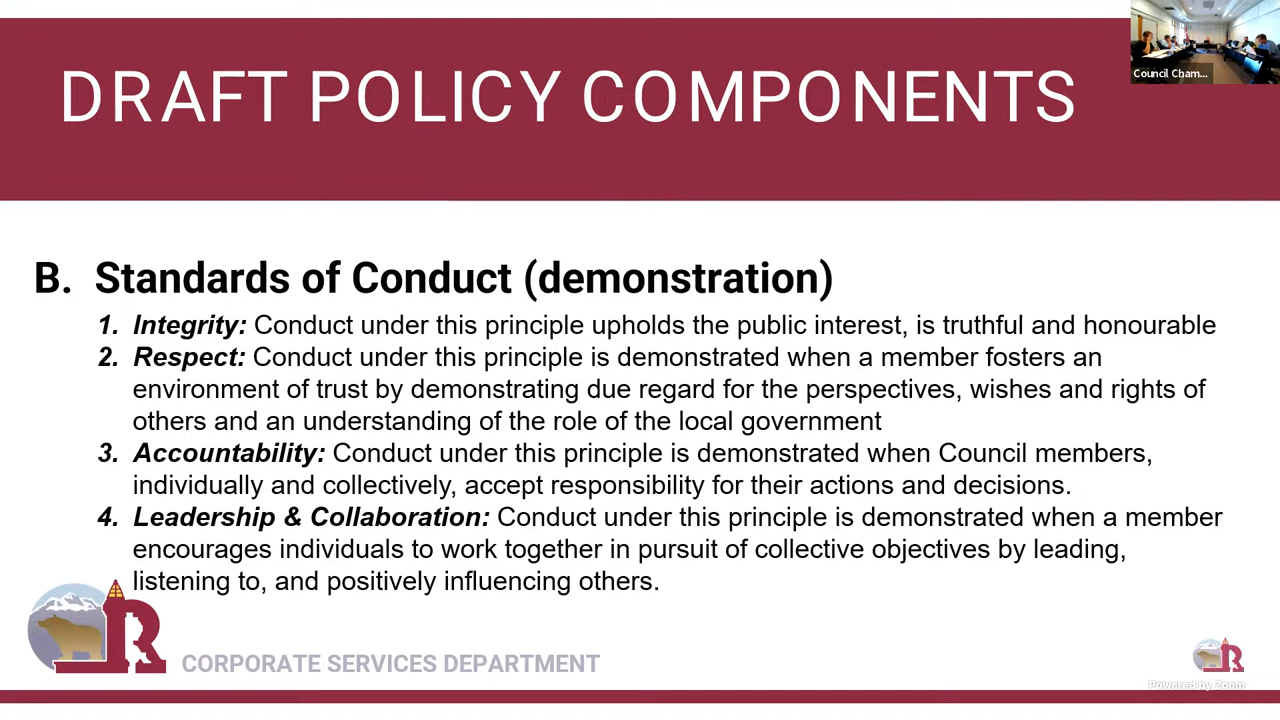 DRAFT POLICY COMPONENTS
Council Cham...
B. Standards of Conduct (demonstration)
1. Integrity: Conduct under this principle upholds the public interest, is truthful and honourable
2. Respect: Conduct under this principle is demonstrated when a member fosters an
environment of trust by demonstrating due regard for the perspectives, wishes and rights of
others and an understanding of the role of the local government
3. Accountability: Conduct under this principle is demonstrated when Council members,
individually and collectively, accept responsibility for their actions and decisions.
4. Leadership & Collaboration: Conduct under this principle is demonstrated when a member
encourages individuals to work together in pursuit of collective objectives by leading,
listening to, and positively influencing others.
R
CORPORATE SERVICES DEPARTMENT
R
Powered by Zoom